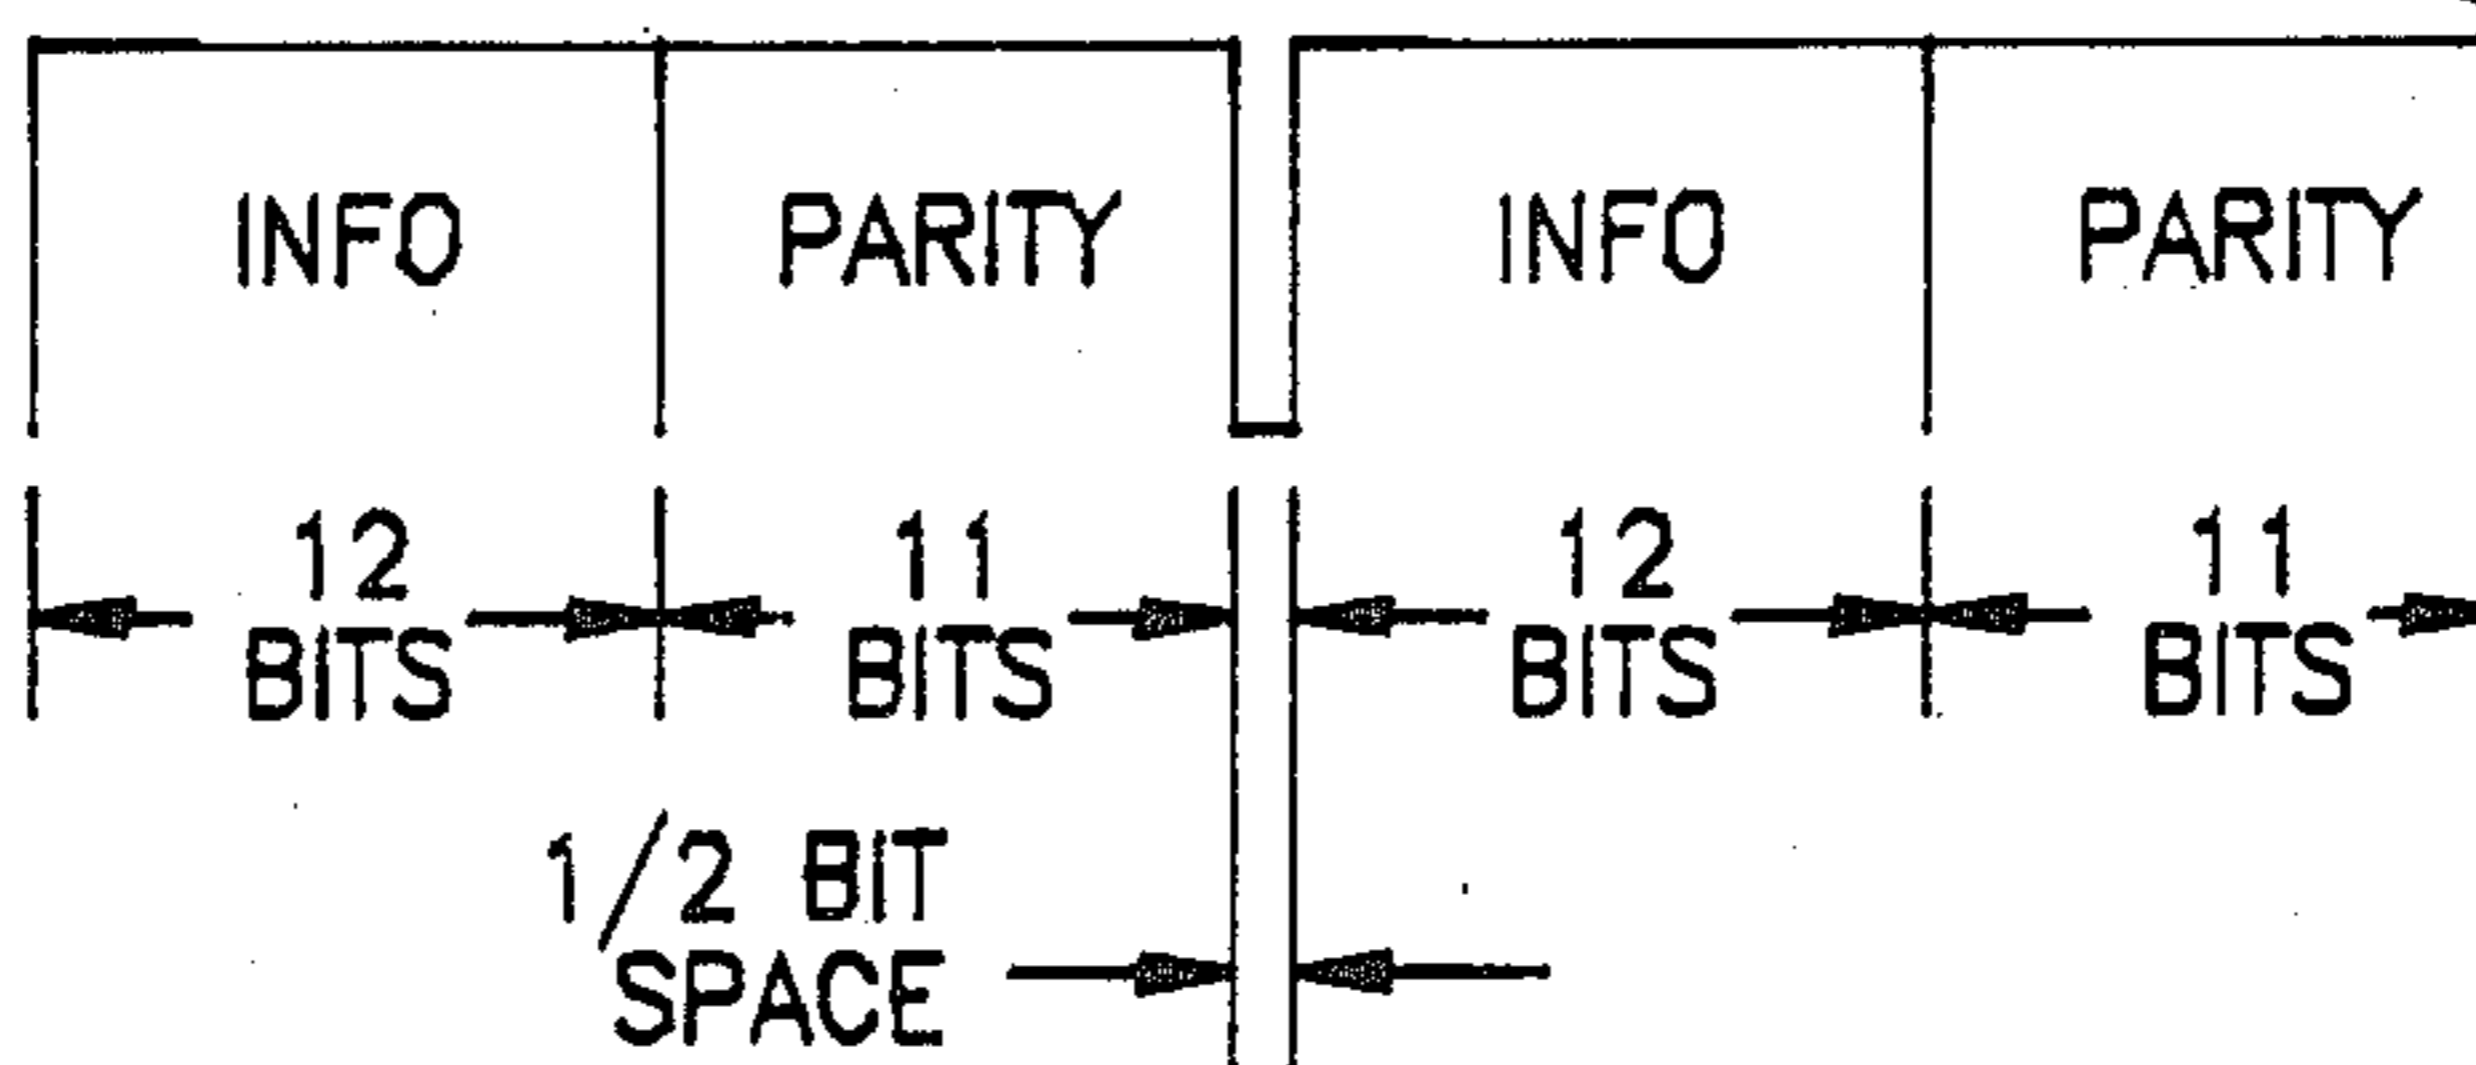 INFO PARITY INFO PARITY
12 11 12 11
BITS BITS BITS BITS
1/2 BIT
SPACE